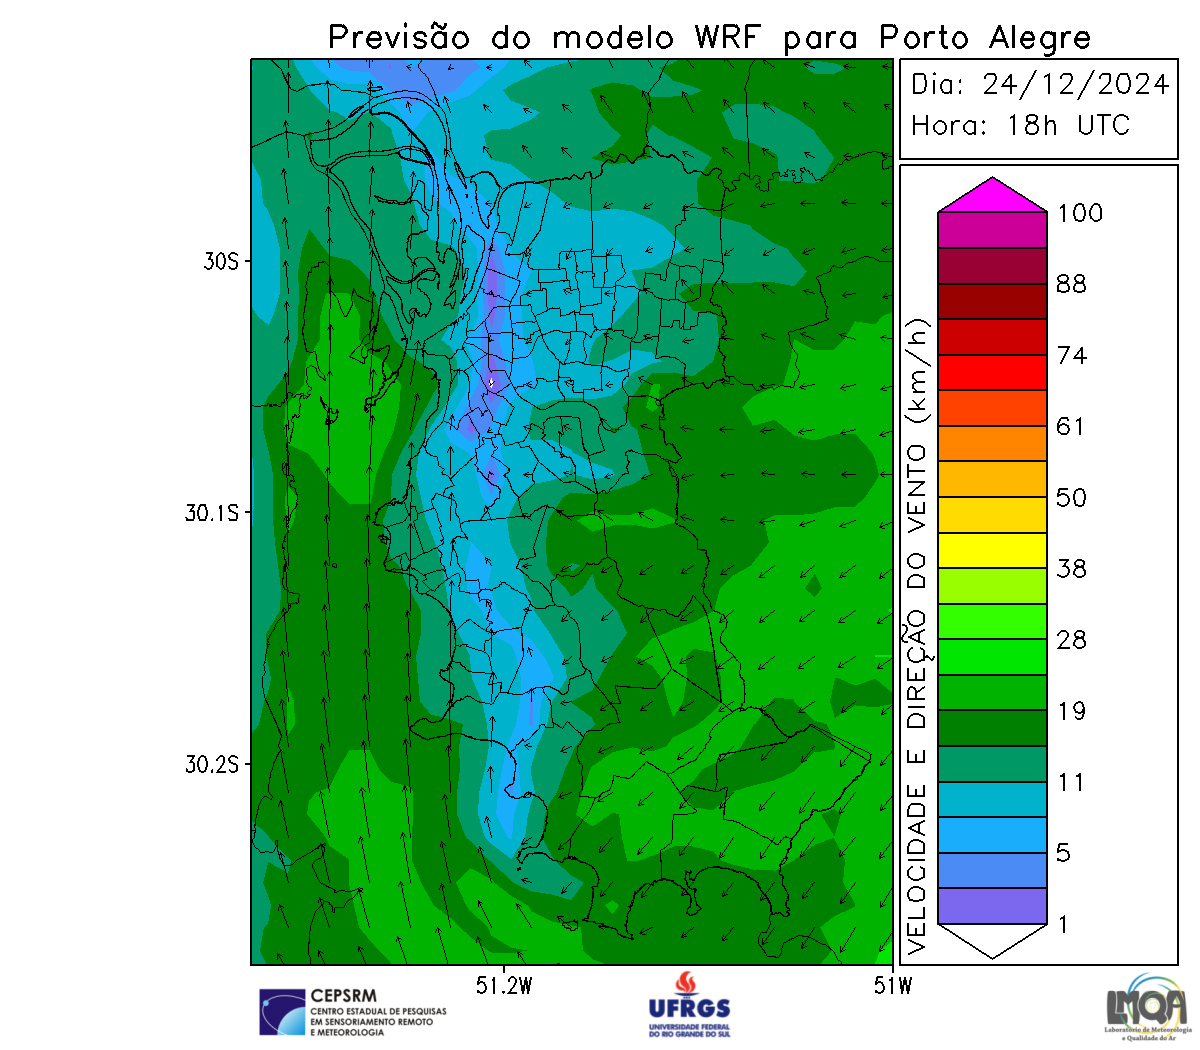 Previsão do modelo WRF para Porto Alegre
Dia: 24/12/2024
Hora: 18h UTC
30S
30.1S
30.2S
51.2W
51W
VELOCIDADE E DIREÇÃO DO VENTO (km/h)
100
88
74
61
50
38
28
19
11
5
1
CEPSRM
CENTRO ESTADUAL DE PESQUISAS
EM SENSORIAMENTO REMOTO
E METEOROLOGIA
UFRGS
UNIVERSIDADE FEDERAL
DO RIO GRANDE DO SUL
LMQA
Laboratório de Meteorologia
e Qualidade do Ar